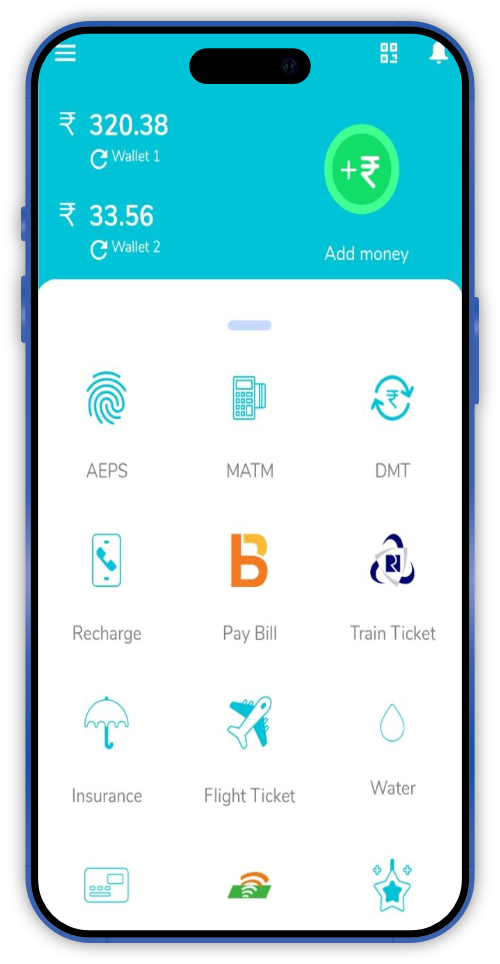 ₹ 320.38
Wallet 1
₹ 33.56
Wallet 2
+₹
Add money
₹
AEPS
MATM
DMT
Recharge
Pay Bill
Train Ticket
Insurance
Flight Ticket
Water